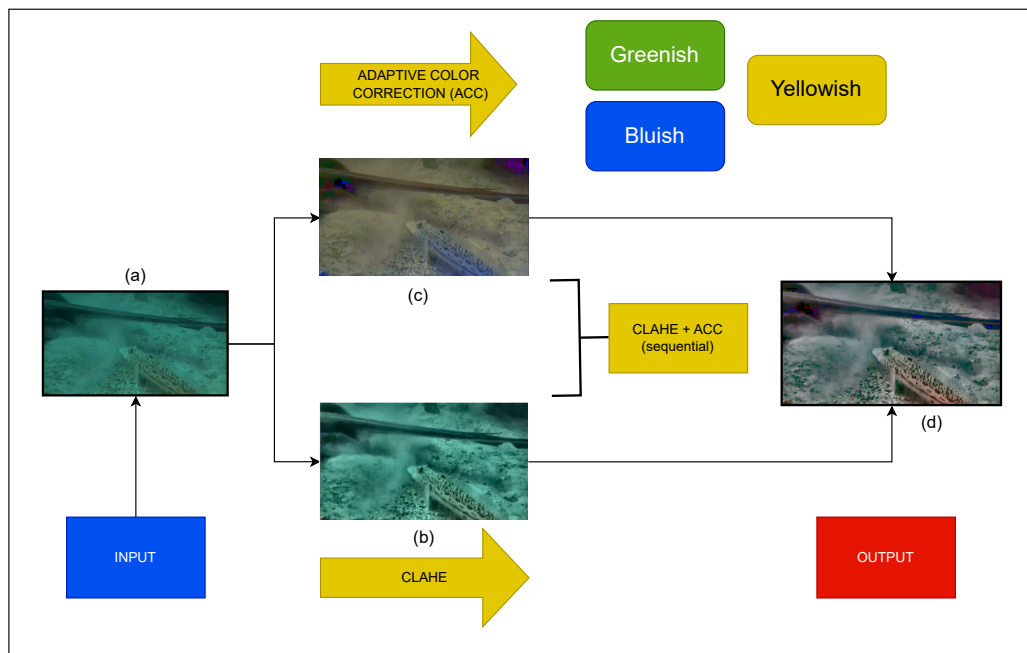 ADAPTIVE COLOR
CORRECTION (ACC)
Greenish
Yellowish
Bluish
(a)
(c)
CLAHE + ACC
(sequential)
(d)
(b)
INPUT
OUTPUT
CLAHE